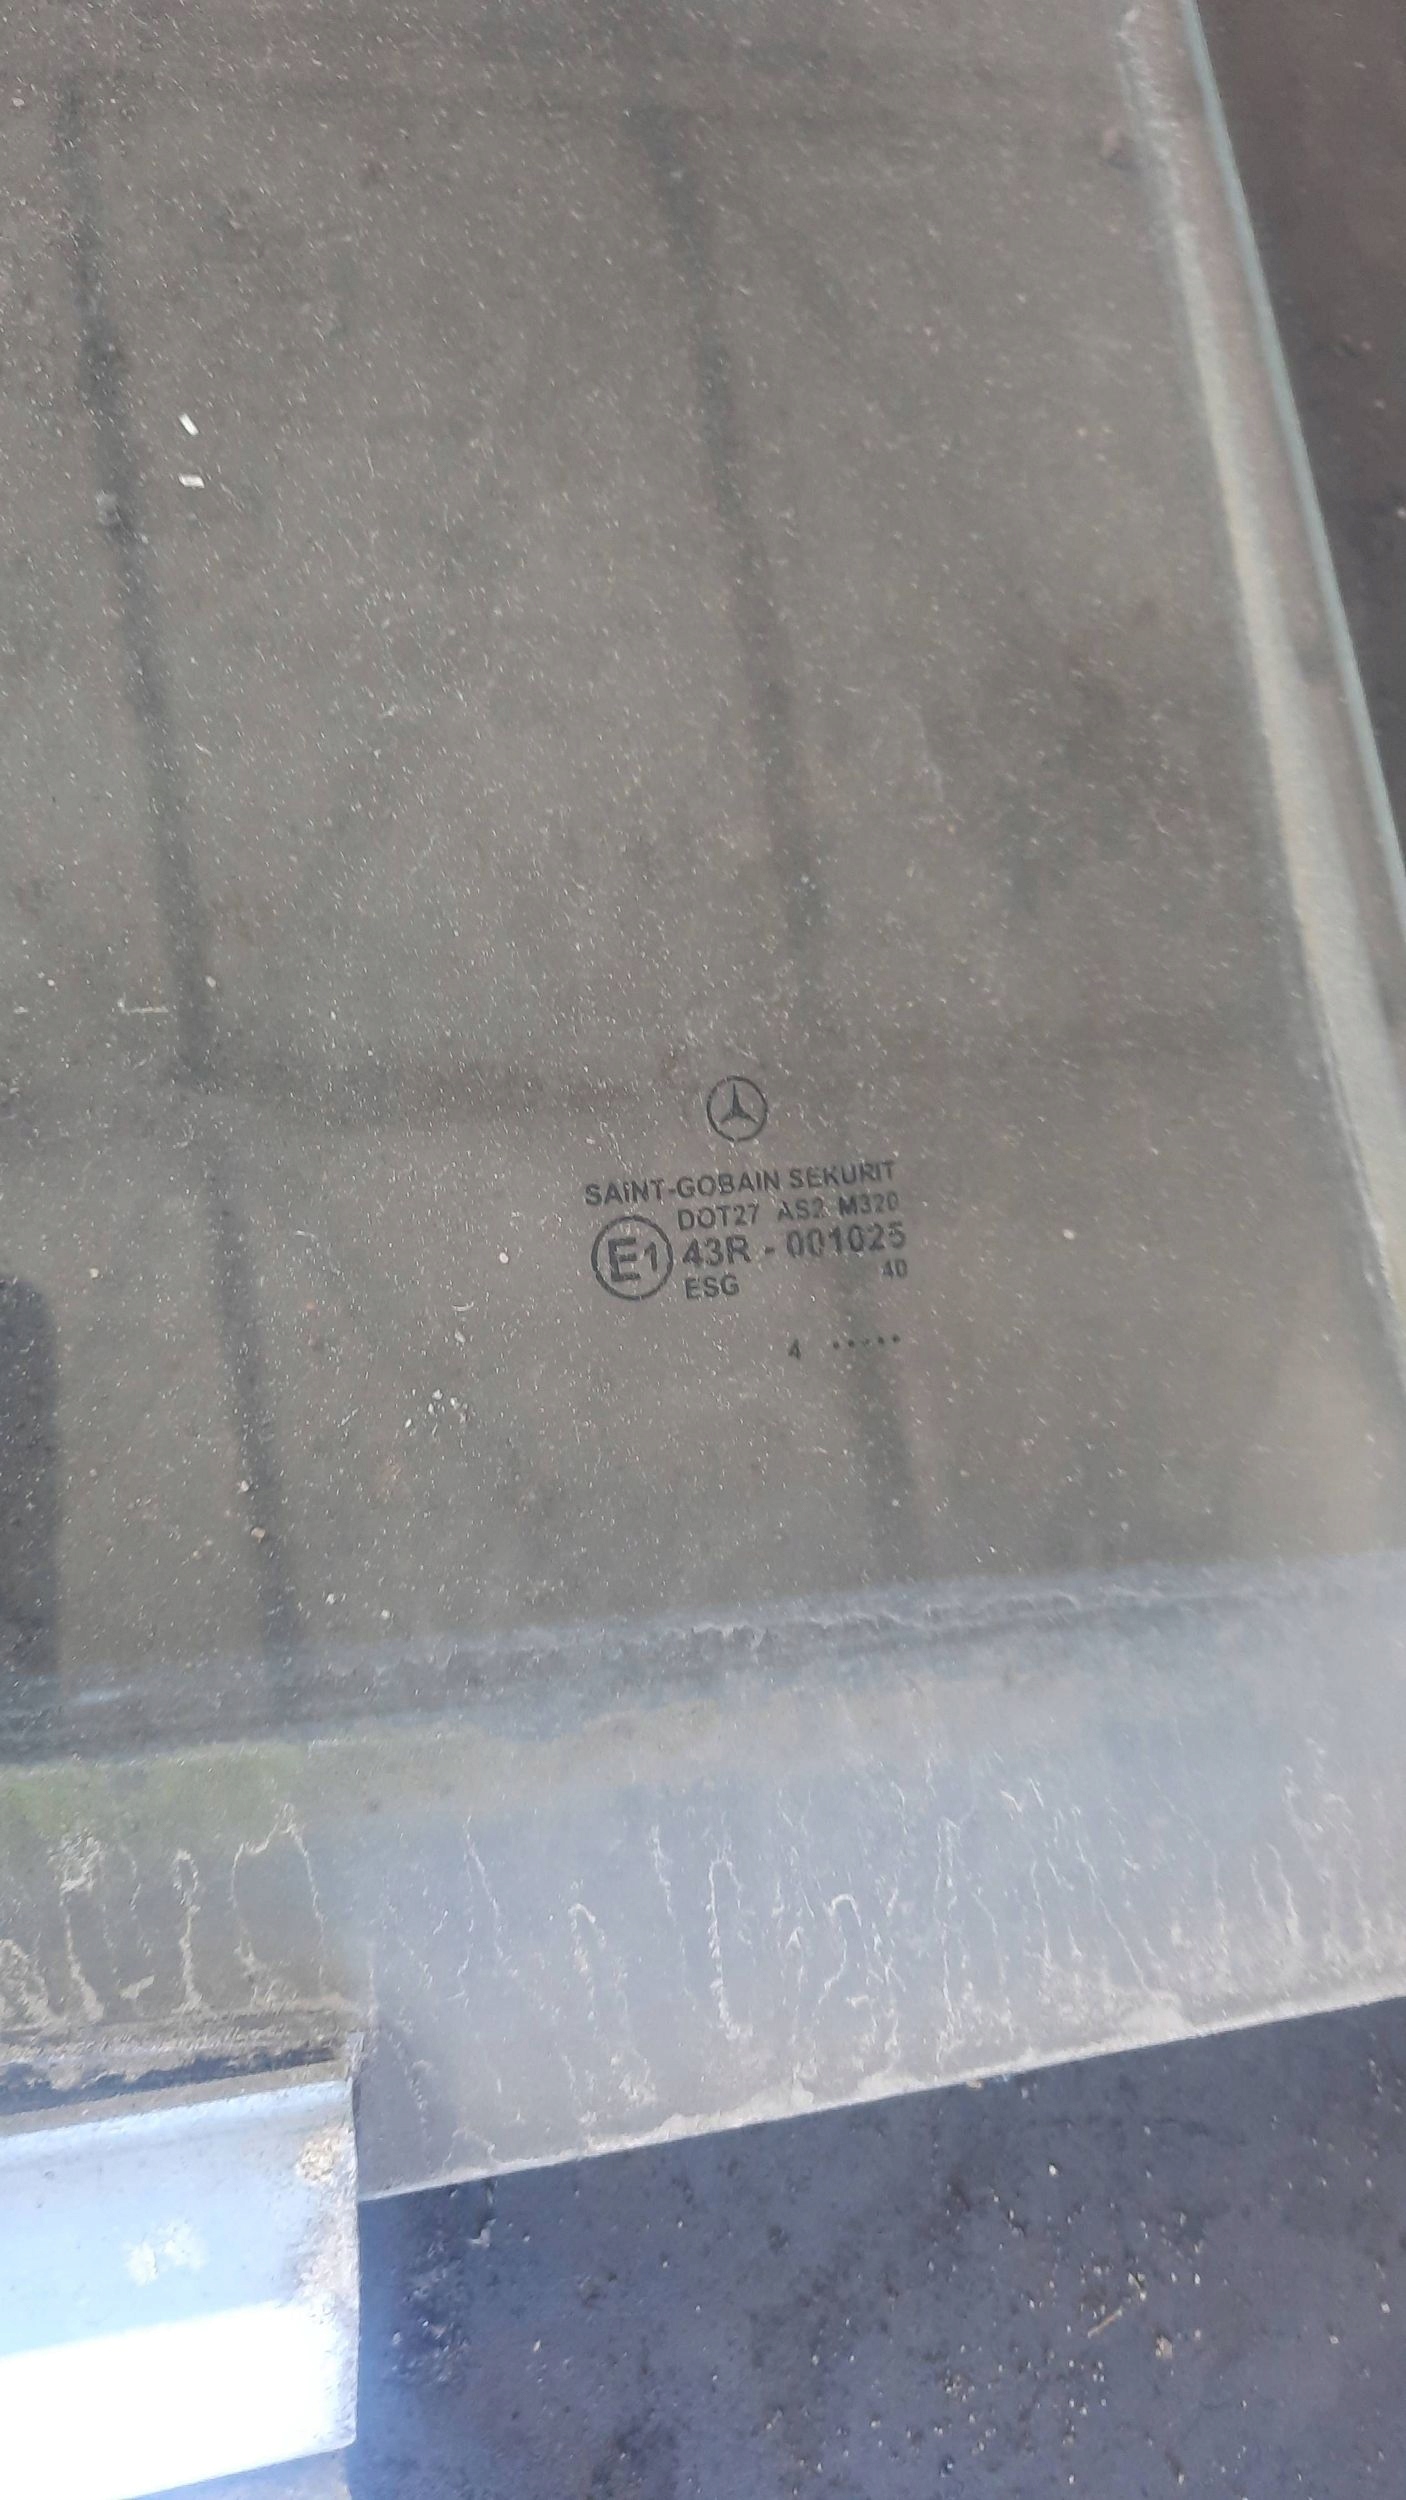 SAINT-GOBAIN SEKURIT
DOT27 AS2 M320
E1 43R - 001025
ESG 40
4 •••••